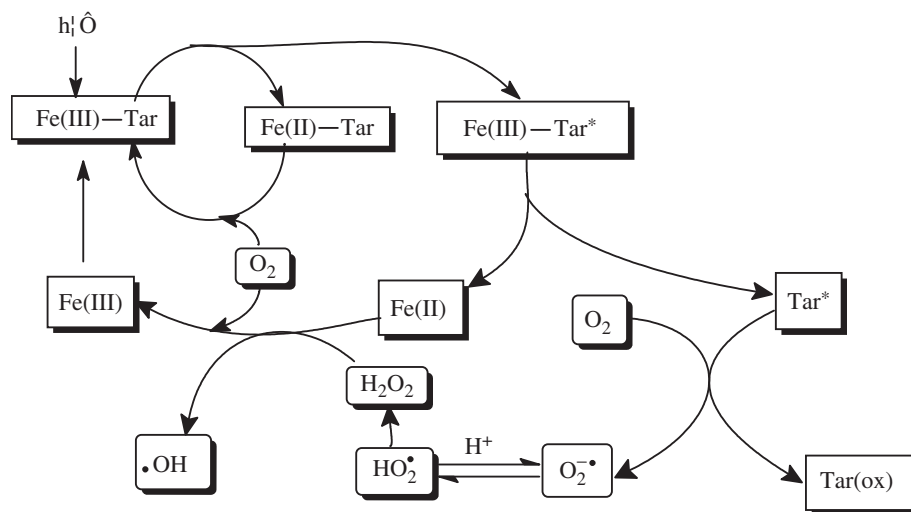 h¦Ô
Fe(III)—Tar
Fe(II)—Tar
Fe(III)—Tar*
O₂
Fe(III)
Fe(II)
O₂
Tar*
H₂O₂
•OH
HO₂•
H⁺
O₂⁻•
Tar(ox)